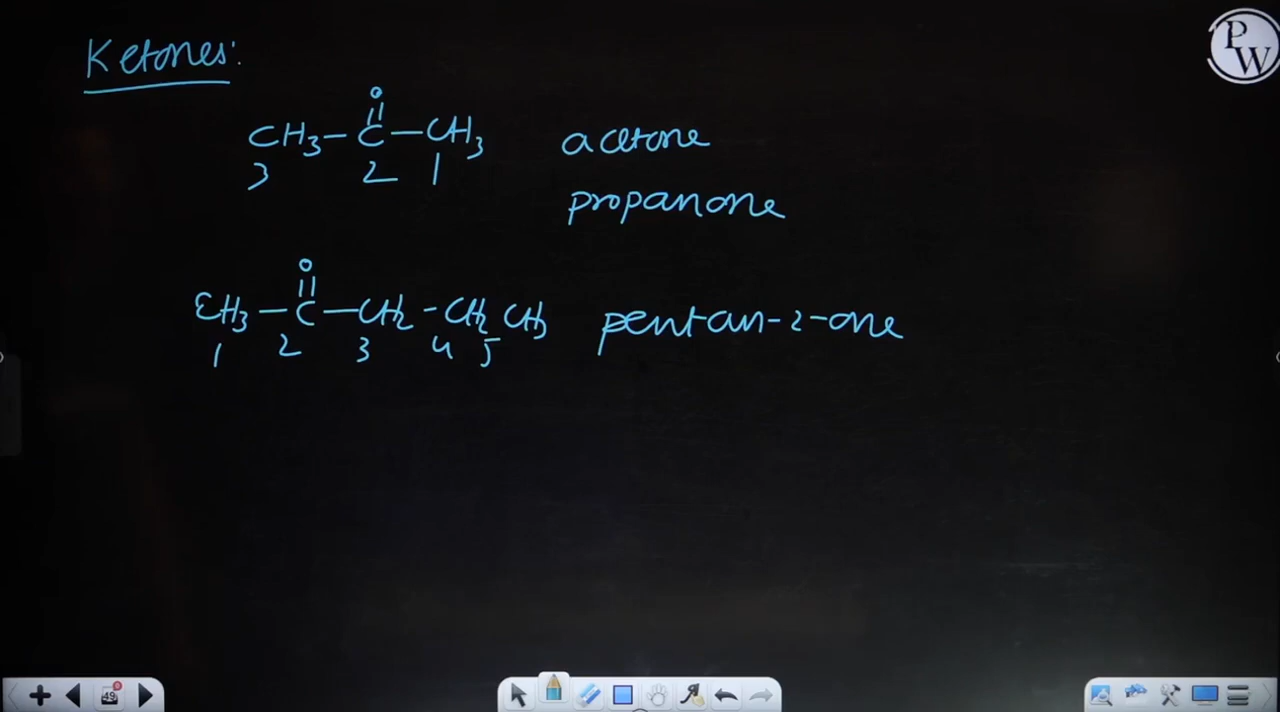 Ketones:
O
CH3-C-CH3 acetone
3 2 1
propanone
O
CH3-C-CH2-CH2 CH3 pentan-2-one
1 2 3 4 5
PW
49